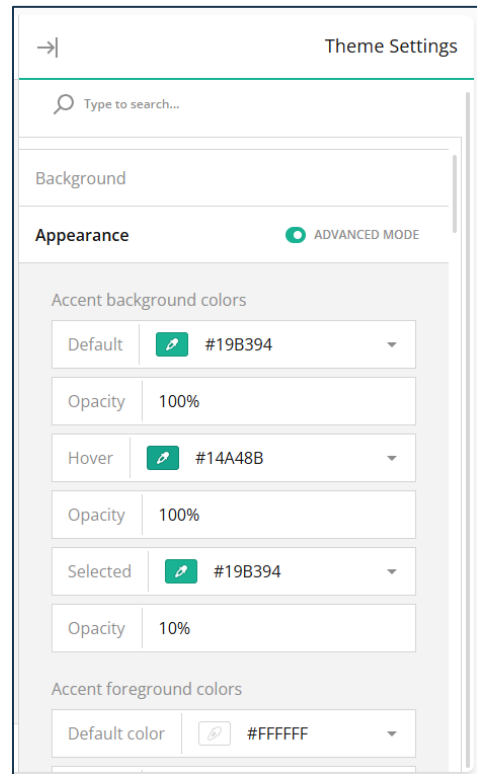 Theme Settings
Type to search...
Background
Appearance ADVANCED MODE
Accent background colors
Default #19B394
Opacity 100%
Hover #14A48B
Opacity 100%
Selected #19B394
Opacity 10%
Accent foreground colors
Default color #FFFFFF